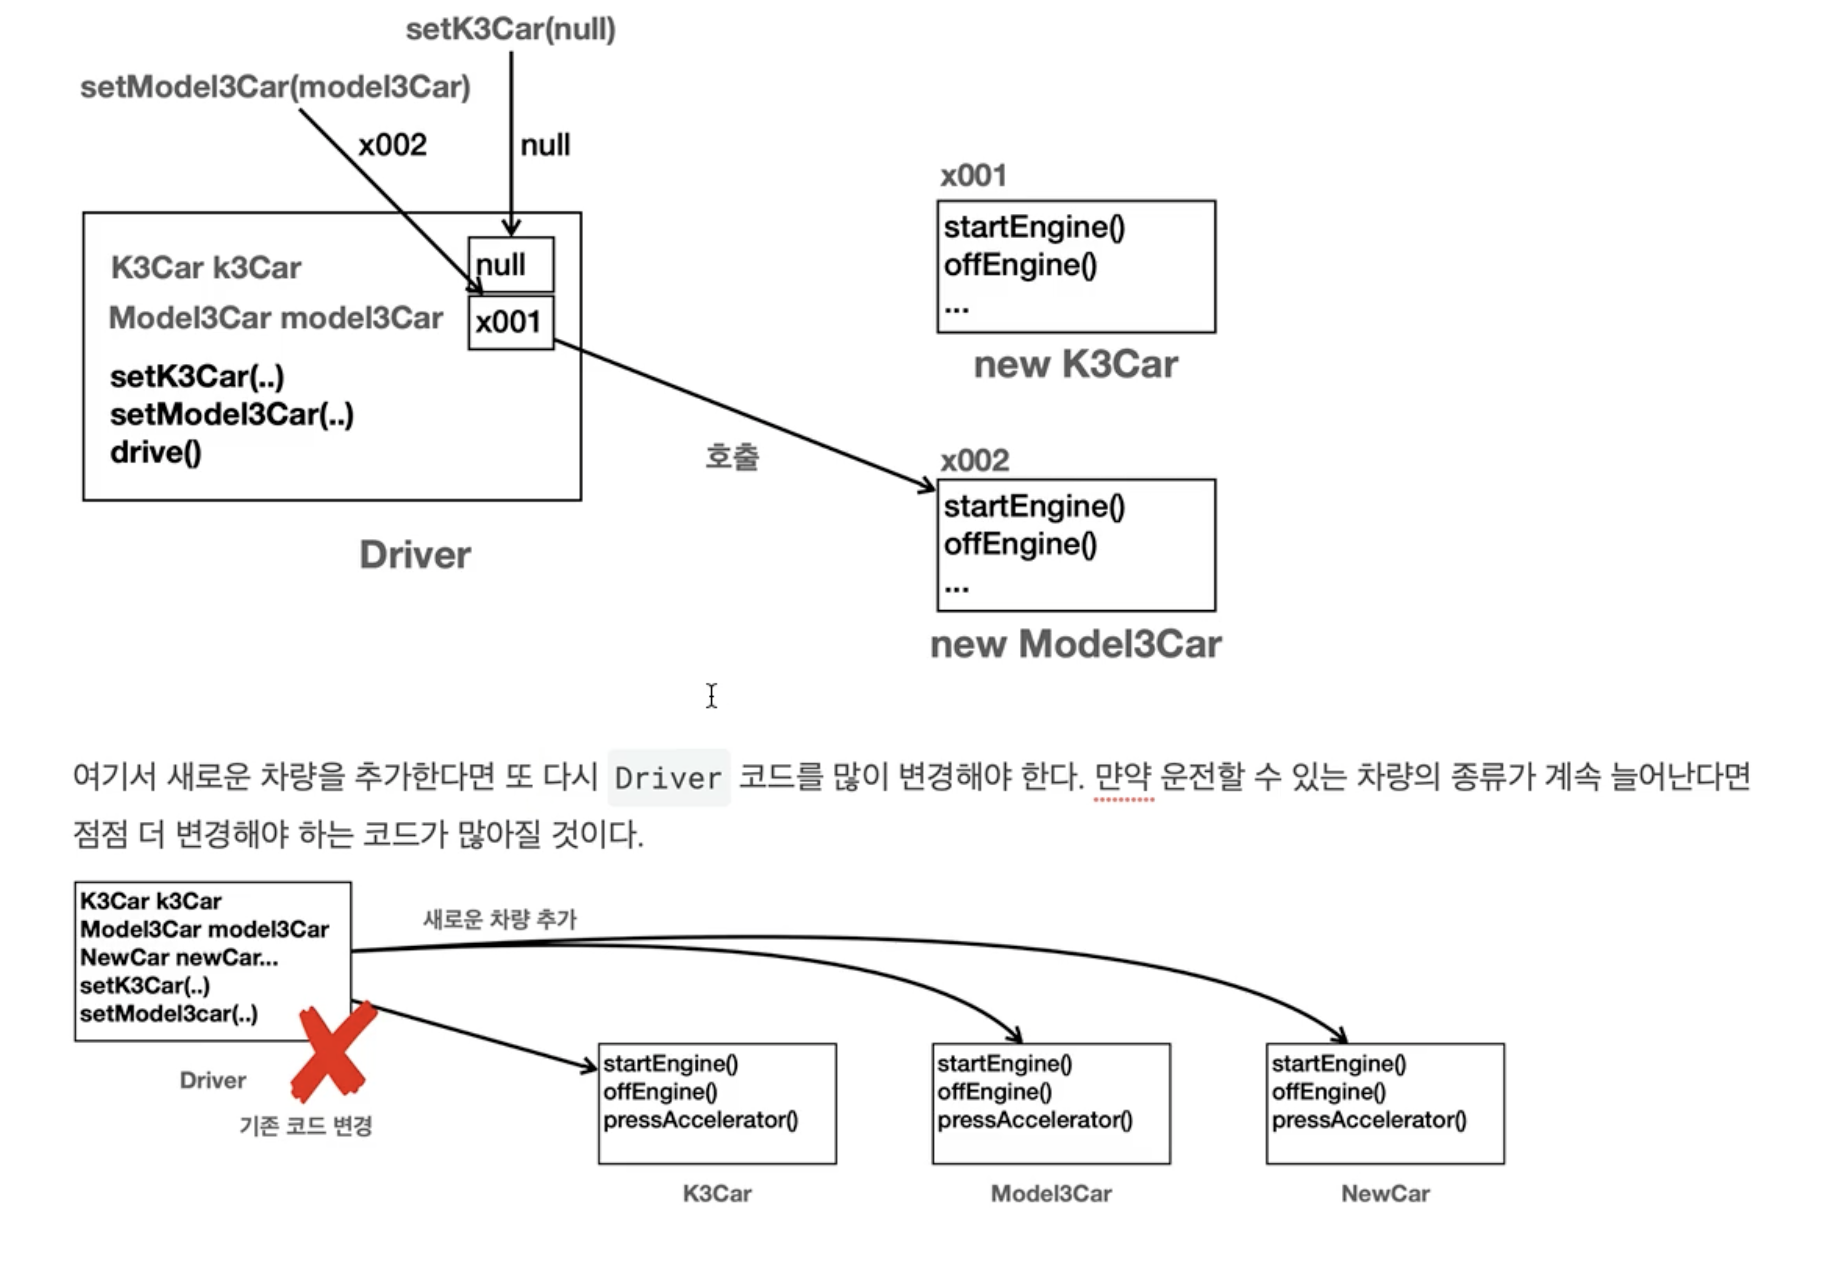 setK3Car(null)
setModel3Car(model3Car)
x002
null
K3Car k3Car
null
Model3Car model3Car
x001
setK3Car(..)
setModel3Car(..)
drive()
Driver
호출
x001
startEngine()
offEngine()
...
new K3Car
x002
startEngine()
offEngine()
...
new Model3Car
여기서 새로운 차량을 추가한다면 또 다시 Driver 코드를 많이 변경해야 한다. 먄약 운전할 수 있는 차량의 종류가 계속 늘어난다면
점점 더 변경해야 하는 코드가 많아질 것이다.
K3Car k3Car
Model3Car model3Car
NewCar newCar...
setK3Car(..)
setModel3car(..)
Driver
기존 코드 변경
새로운 차량 추가
startEngine()
offEngine()
pressAccelerator()
K3Car
startEngine()
offEngine()
pressAccelerator()
Model3Car
startEngine()
offEngine()
pressAccelerator()
NewCar